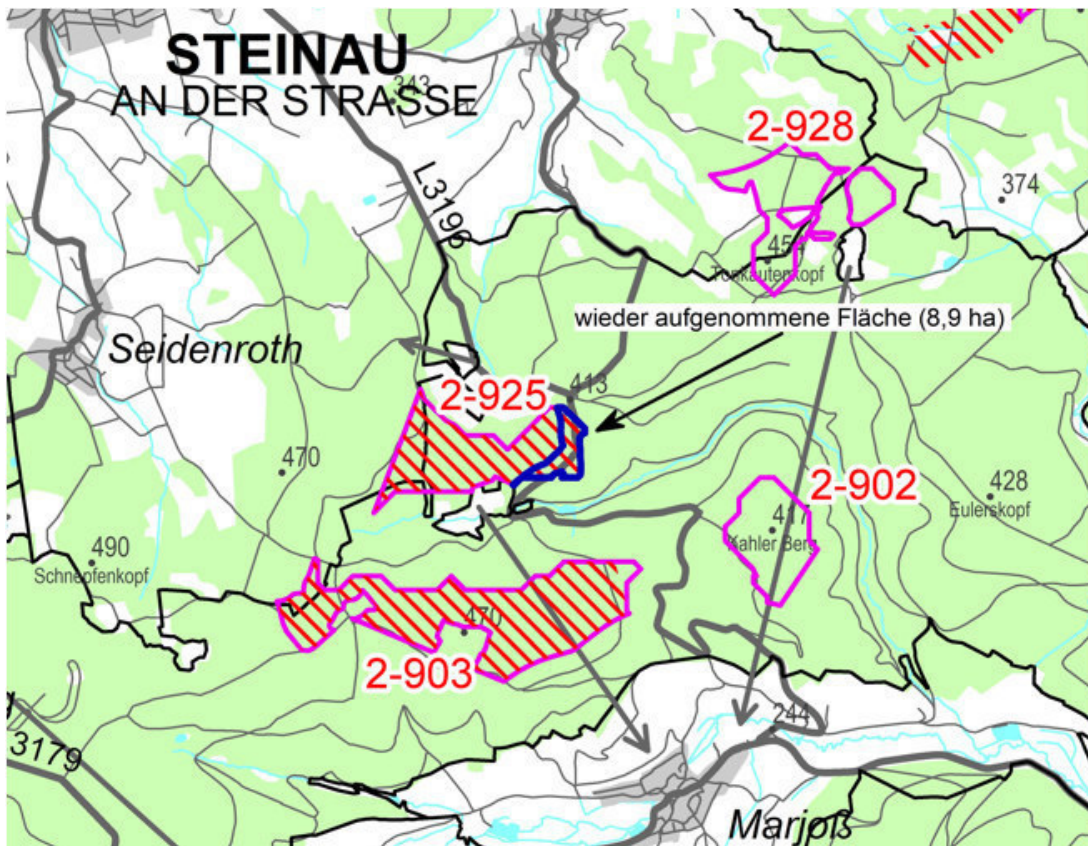 STEINAU
AN DER STRASSE
343
L3196
2-928
374
454
Tonkautenkopf
wieder aufgenommene Fläche (8,9 ha)
Seidenroth
2-925
413
470
2-902
428
Eulerskopf
417
Kahler Berg
490
Schnepfenkopf
470
2-903
244
3179
Marjoß